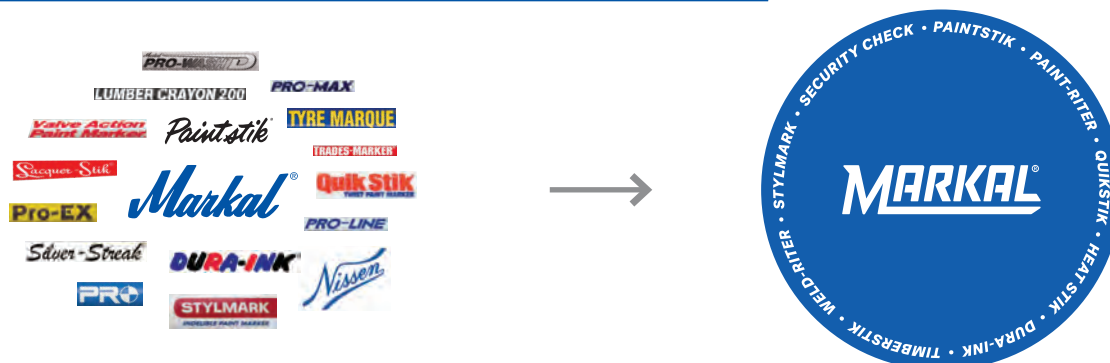 PRO-WASH D
LUMBER CRAYON 200
PRO-MAX
Valve Action
Paint Marker
Paintstik
TYRE MARQUE
TRADES-MARKER
Lacquer-Stik
Markal®
Quik Stik
TWIST PAINT MARKER
Pro-EX
PRO-LINE
Silver-Streak
DURA-INK
Nissen
PRO
STYLMARK
INDELIBLE PAINT MARKER
MARKAL®
STYLMARK • SECURITY CHECK • PAINTSTIK • PAINT-RITER • QUIKSTIK • HEAT STIK • DURA-INK • TIMBERSTIK • WELD-RITER •